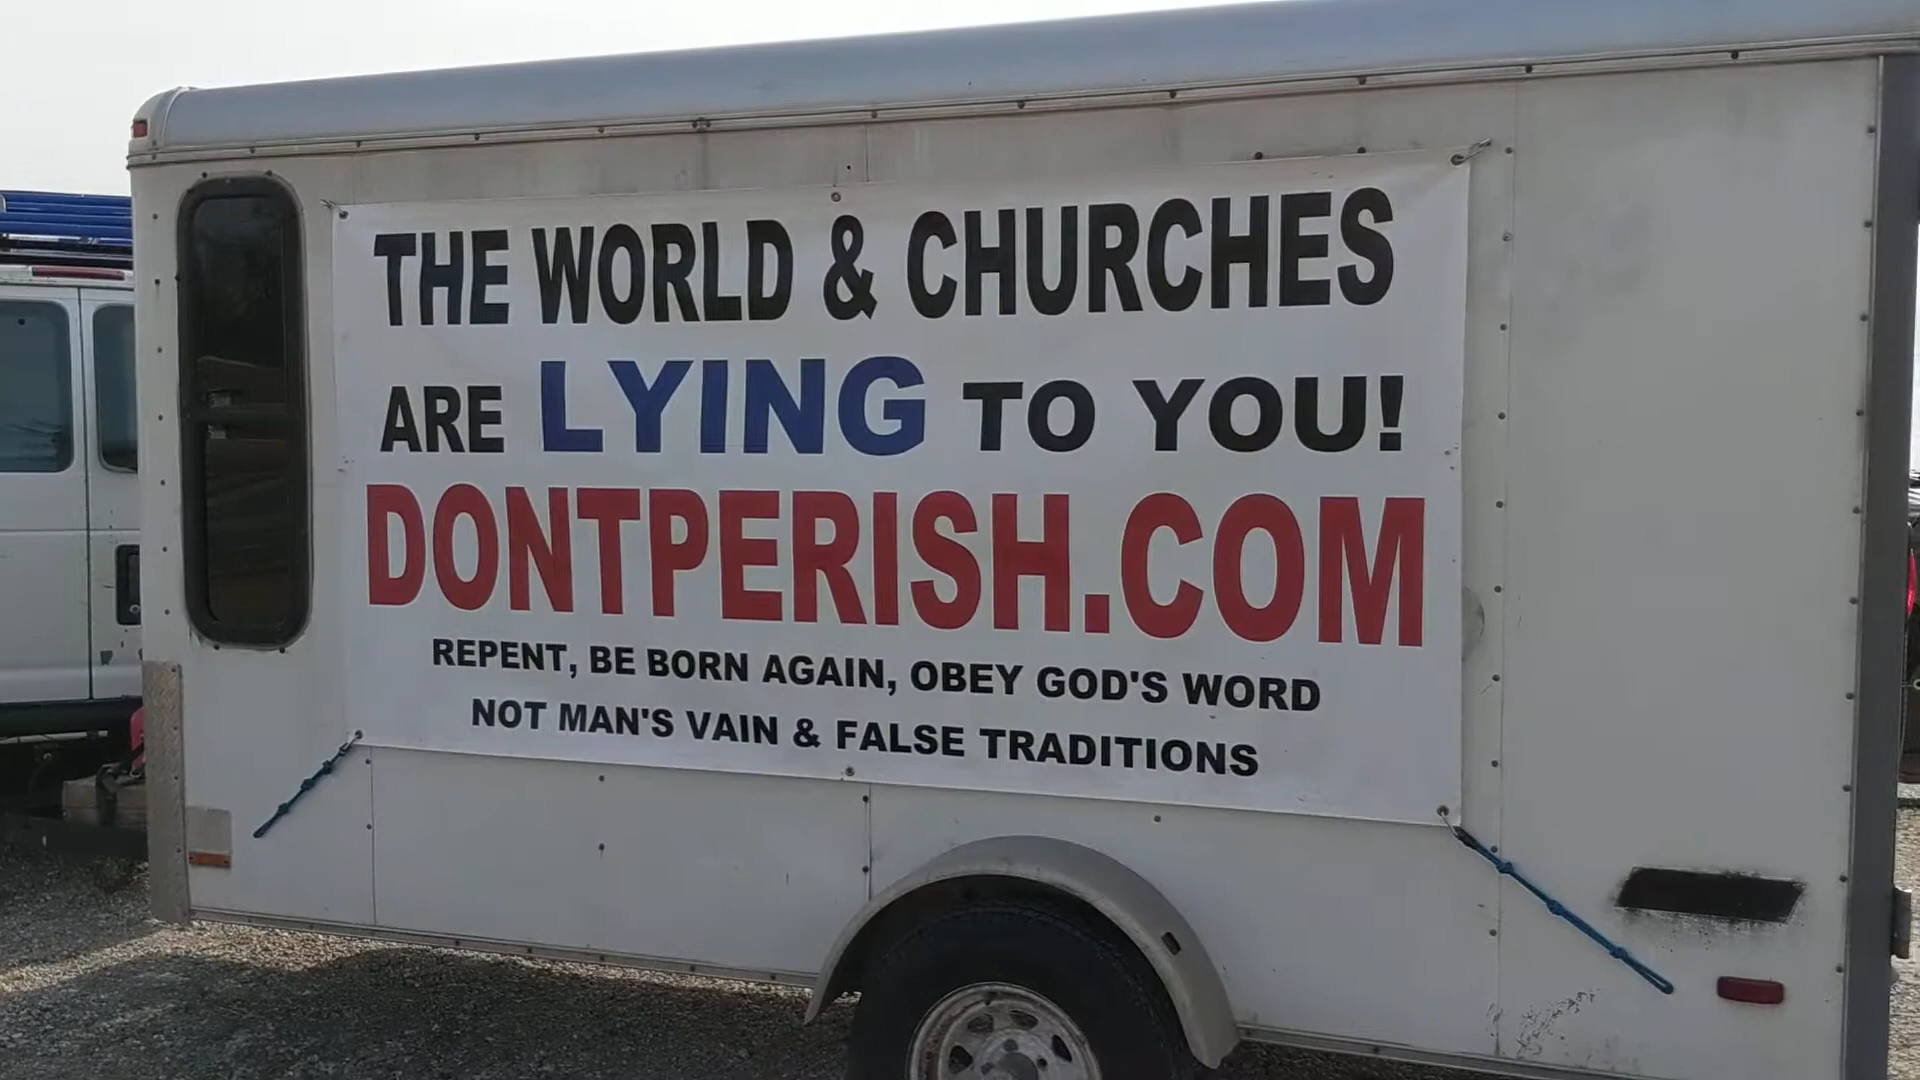 THE WORLD & CHURCHES
ARE LYING TO YOU!
DONTPERISH.COM
REPENT, BE BORN AGAIN, OBEY GOD'S WORD
NOT MAN'S VAIN & FALSE TRADITIONS